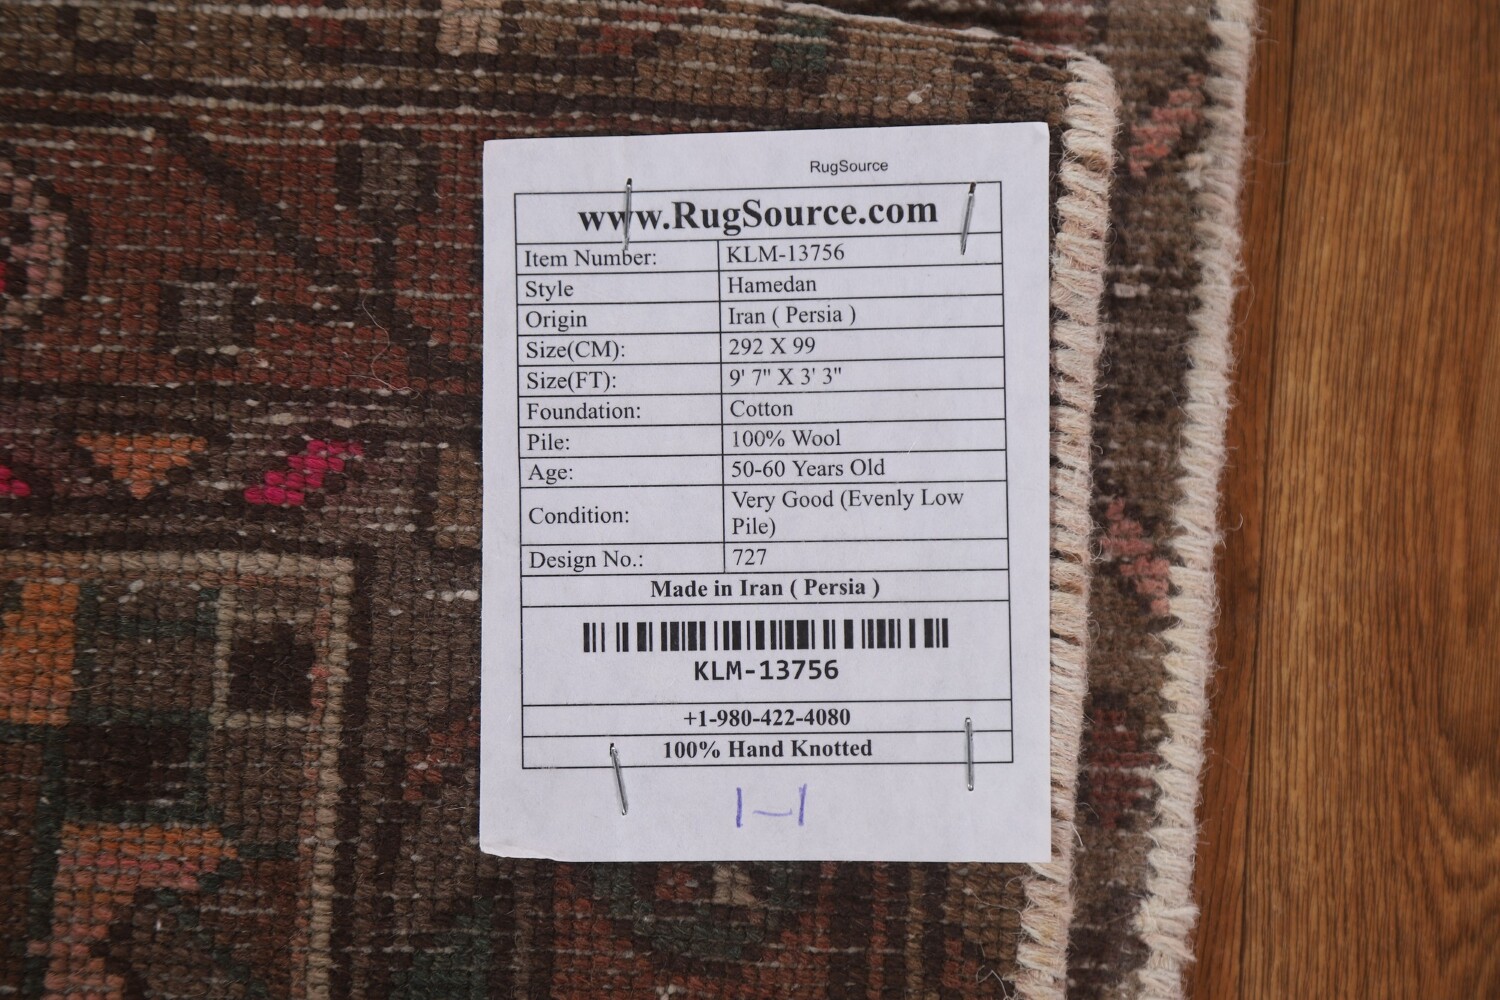 RugSource
www.RugSource.com
Item Number: KLM-13756
Style Hamedan
Origin Iran ( Persia )
Size(CM): 292 X 99
Size(FT): 9' 7" X 3' 3"
Foundation: Cotton
Pile: 100% Wool
Age: 50-60 Years Old
Condition: Very Good (Evenly Low
Pile)
Design No.: 727
Made in Iran ( Persia )
KLM-13756
+1-980-422-4080
100% Hand Knotted
1-1